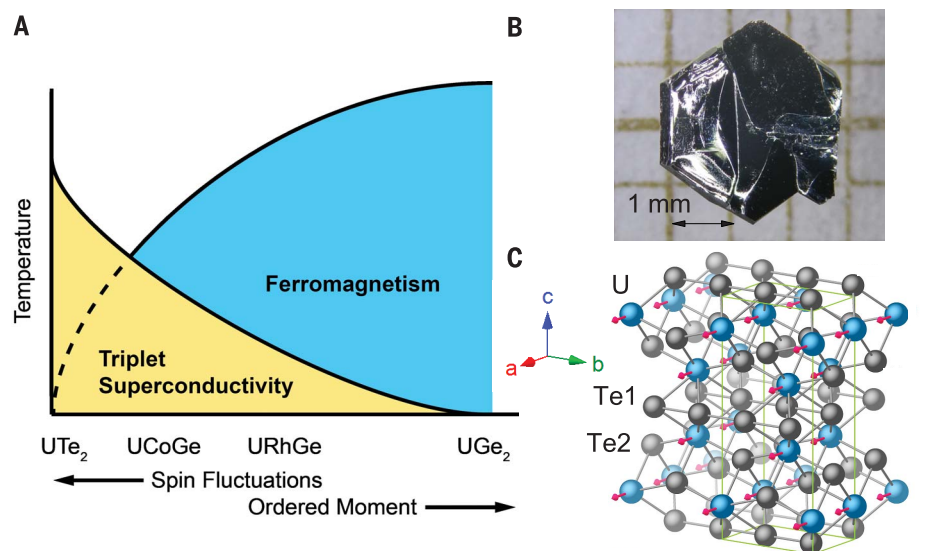 A
Temperature
Ferromagnetism
Triplet
Superconductivity
UTe₂
UCoGe
URhGe
UGe₂
Spin Fluctuations
Ordered Moment
B
1 mm
C
c
a
b
U
Te1
Te2